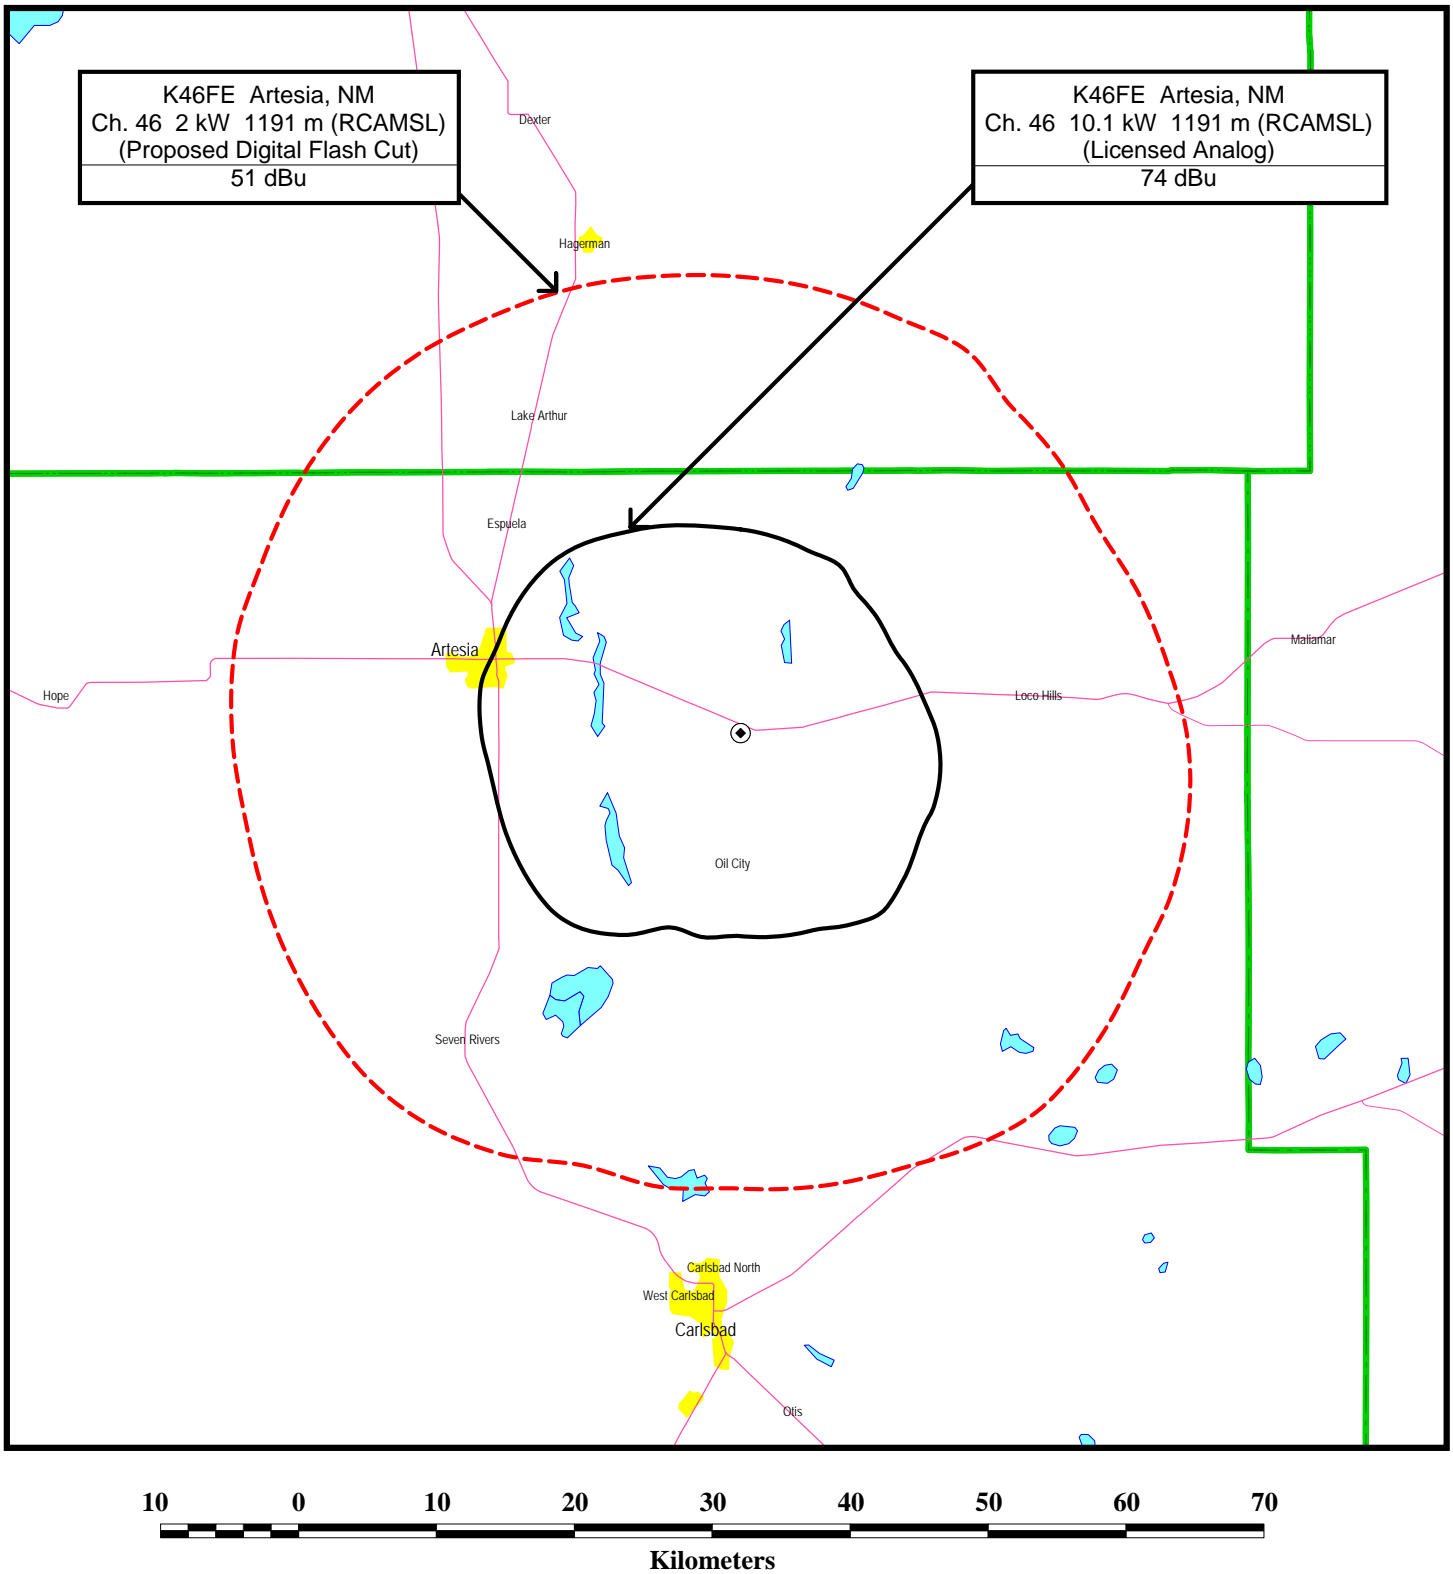 K46FE Artesia, NM
Ch. 46 2 kW 1191 m (RCAMSL)
(Proposed Digital Flash Cut)
51 dBu
K46FE Artesia, NM
Ch. 46 10.1 kW 1191 m (RCAMSL)
(Licensed Analog)
74 dBu
Dexter
Hagerman
Lake Arthur
Espuela
Artesia
Maljamar
Hope
Loco Hills
Oil City
Seven Rivers
Carlsbad North
West Carlsbad
Carlsbad
Otis
10 0 10 20 30 40 50 60 70
Kilometers